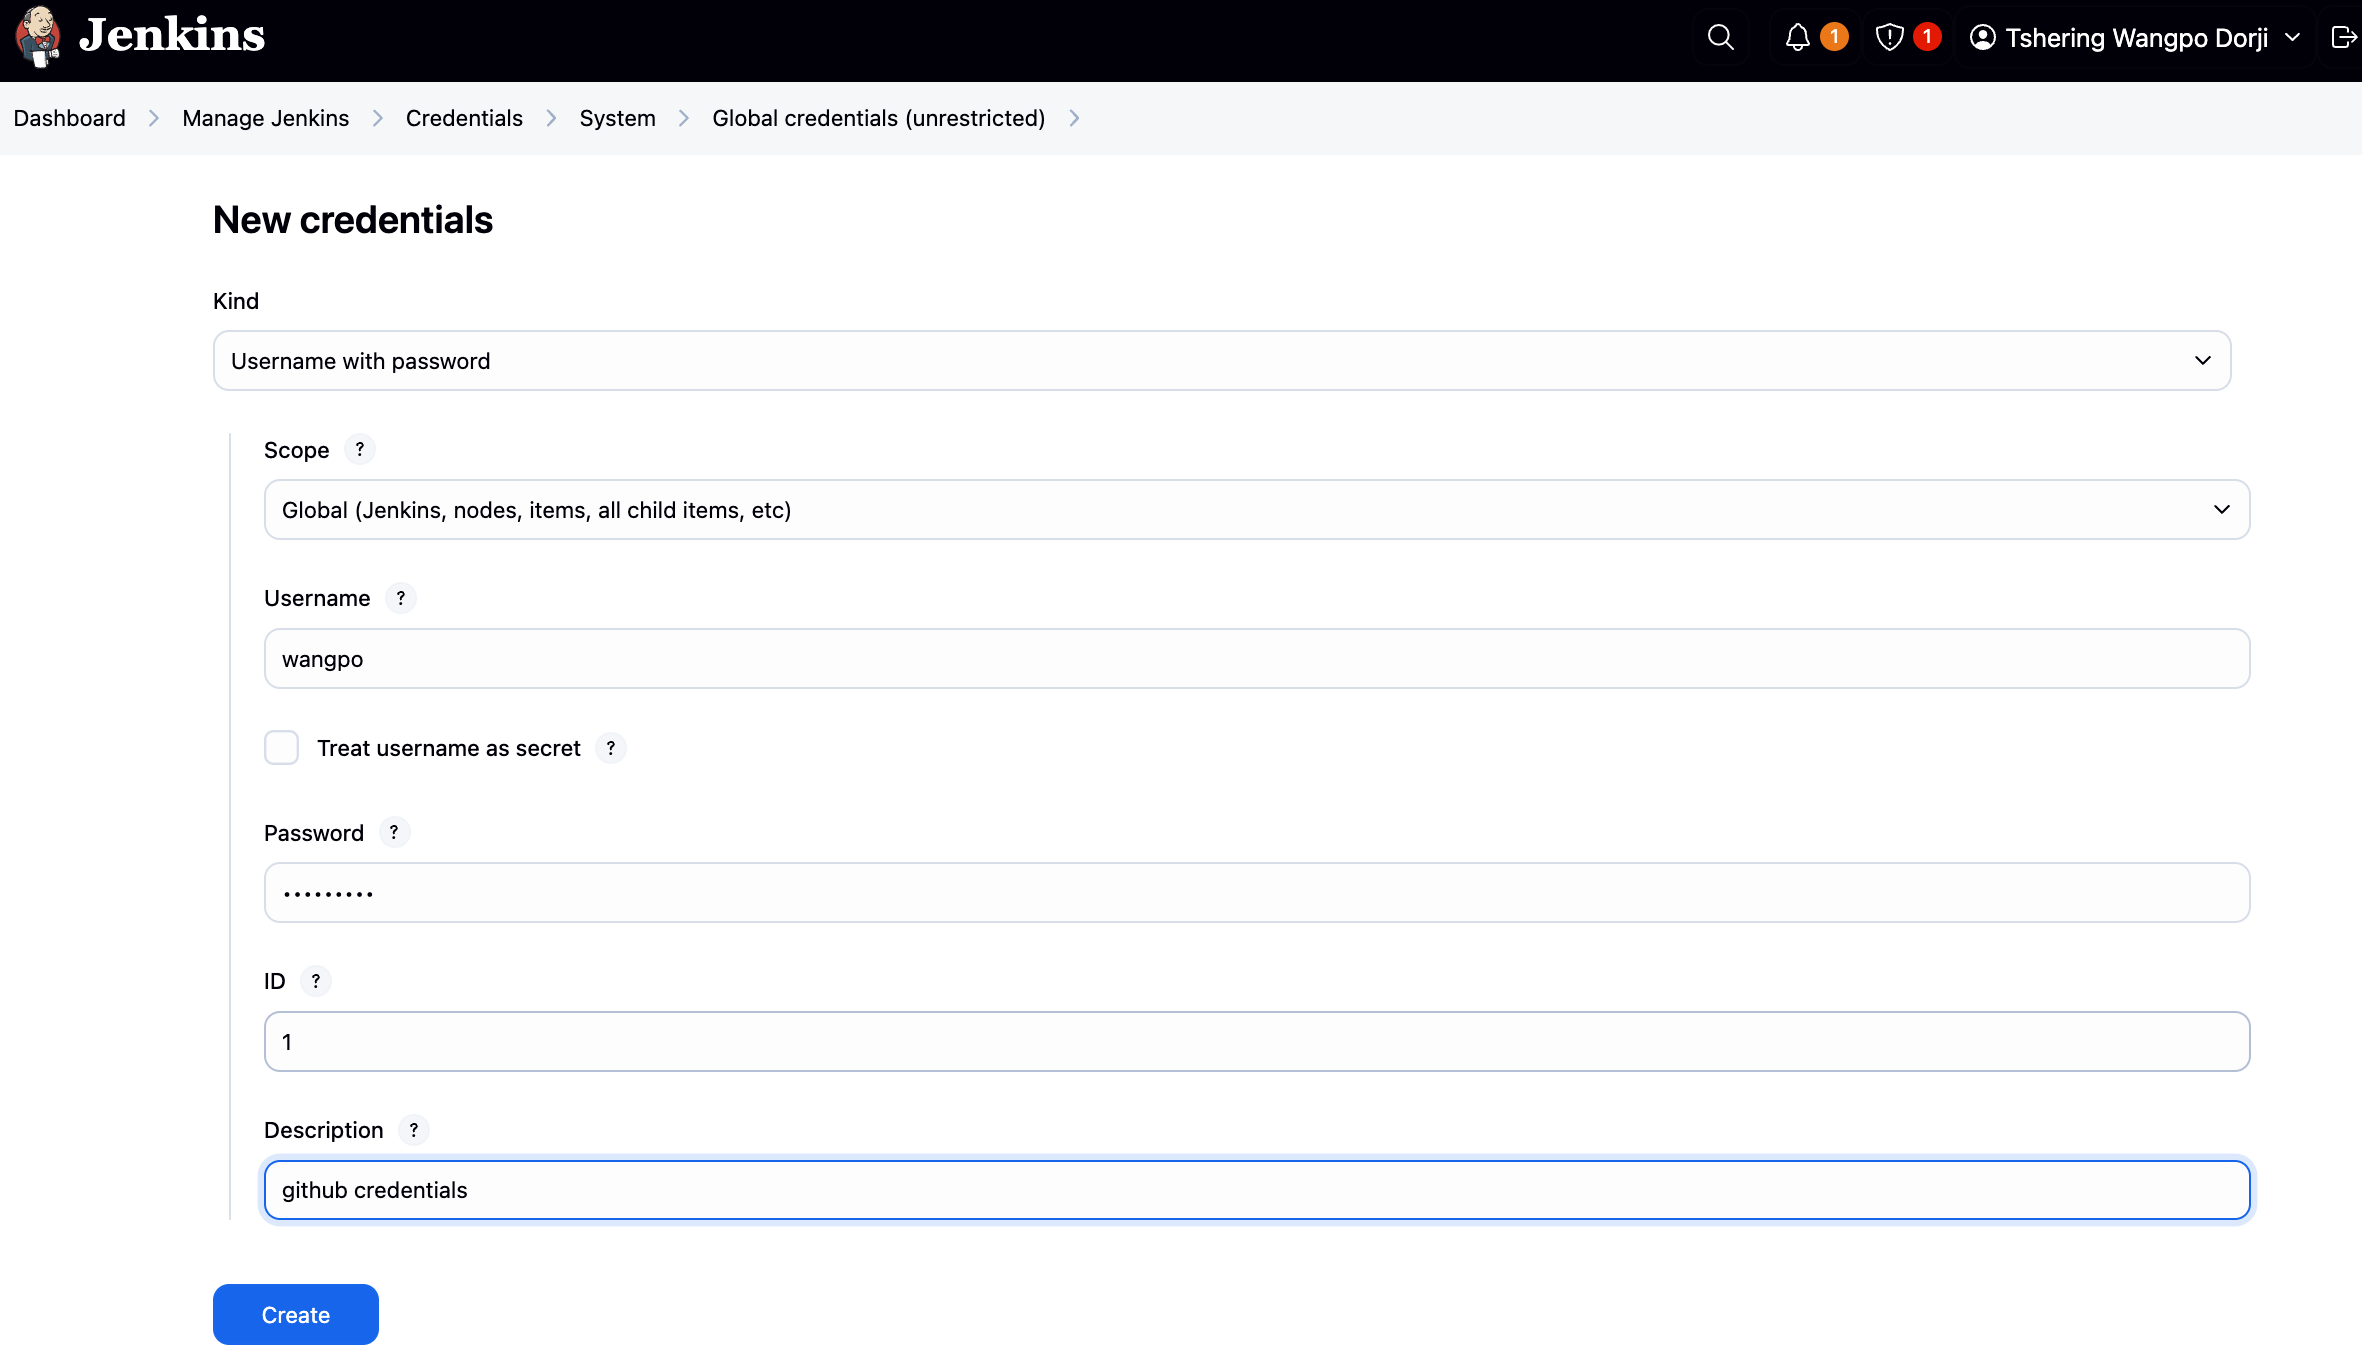 Jenkins
1
1
Tshering Wangpo Dorji
Dashboard
Manage Jenkins
Credentials
System
Global credentials (unrestricted)
New credentials
Kind
Username with password
Scope ?
Global (Jenkins, nodes, items, all child items, etc)
Username ?
wangpo
Treat username as secret ?
Password ?
•••••••••
ID ?
1
Description ?
github credentials
Create